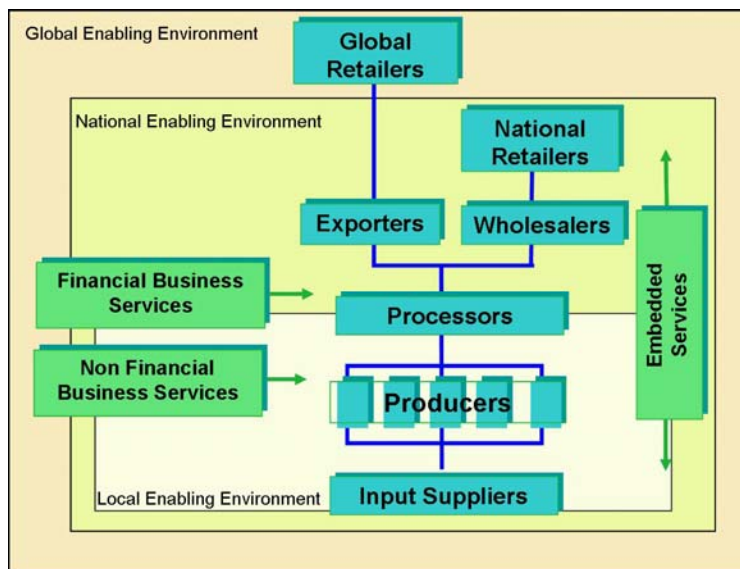 Global Enabling Environment
Global
Retailers
National Enabling Environment
National
Retailers
Exporters
Wholesalers
Financial Business
Services
Processors
Embedded
Services
Non Financial
Business Services
Producers
Local Enabling Environment
Input Suppliers